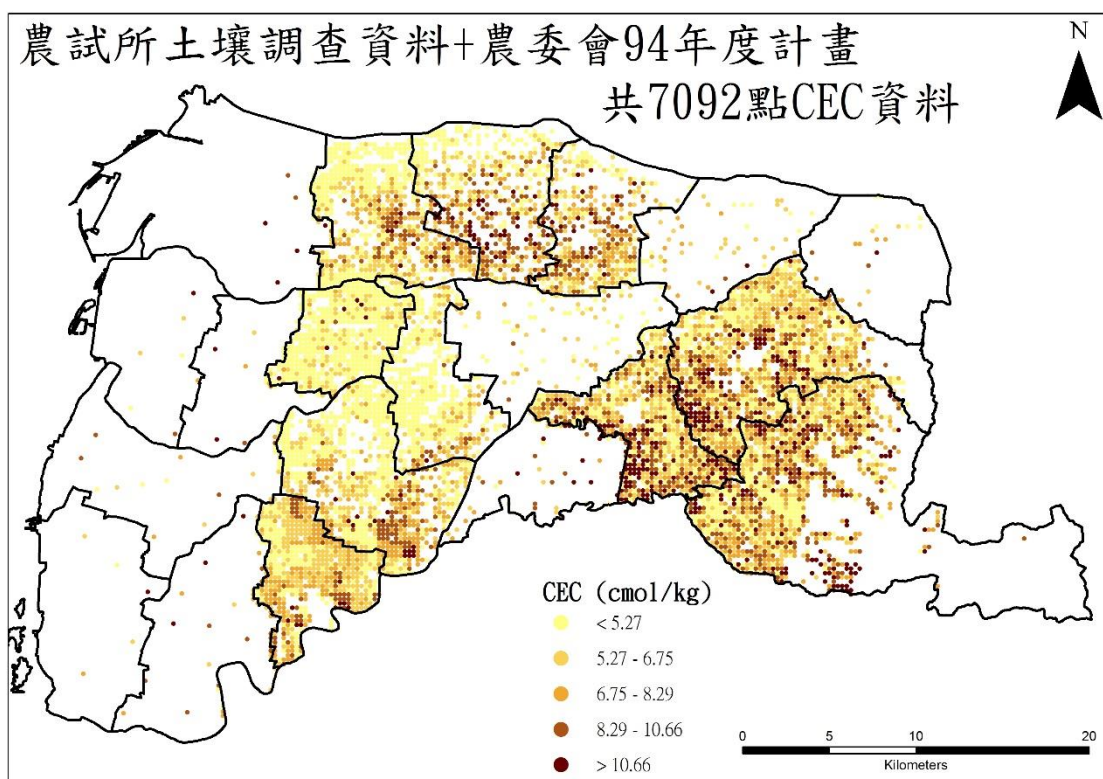 農試所土壤調查資料+農委會94年度計畫
共7092點CEC資料
N
CEC (cmol/kg)
< 5.27
5.27 - 6.75
6.75 - 8.29
8.29 - 10.66
> 10.66
0 5 10 20
Kilometers